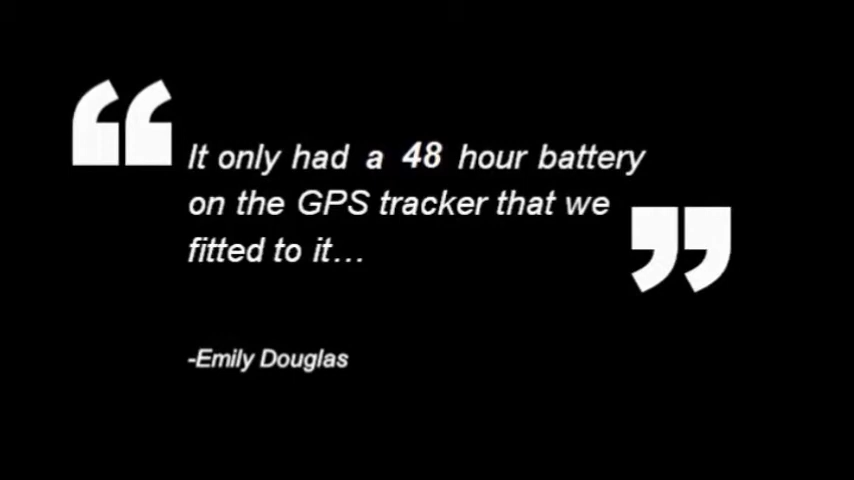 “It only had a 48 hour battery
on the GPS tracker that we
fitted to it…”
-Emily Douglas